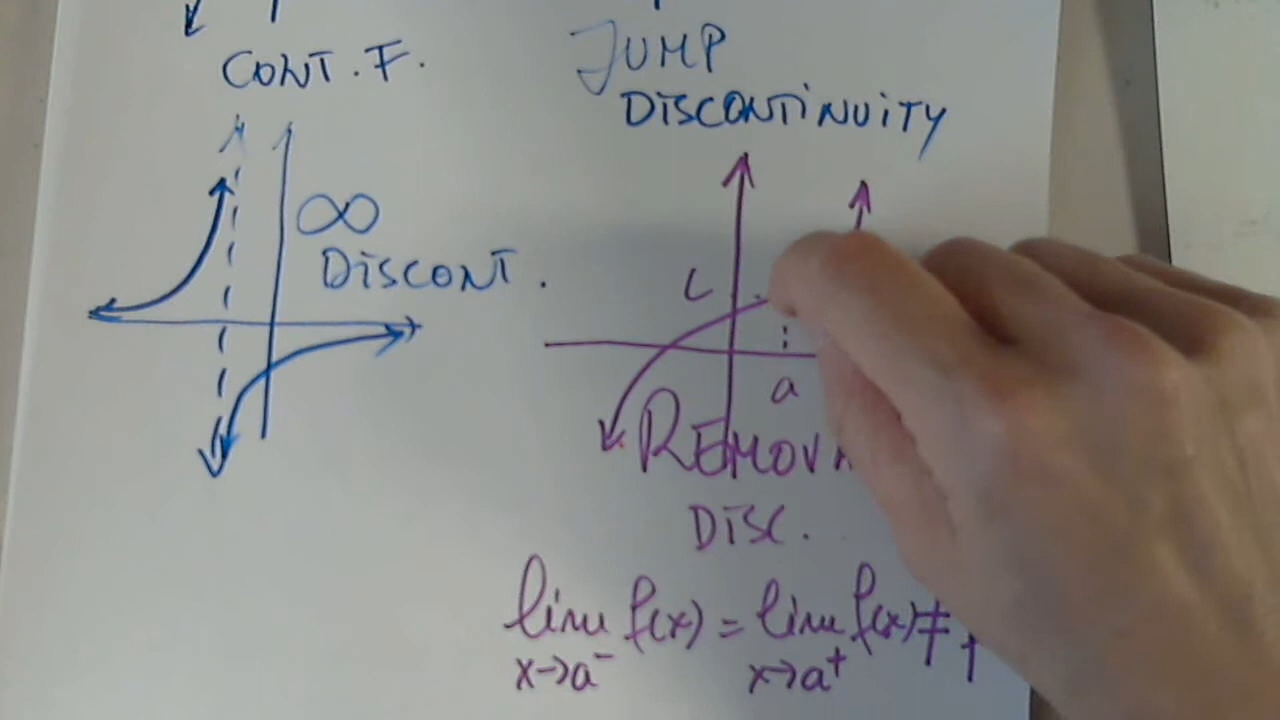 CONT. F.
JUMP
DISCONTINUITY
∞
DISCONT.
L
a
DISC.
lim f(x) = lim f(x) ≠
x→a⁻ x→a⁺